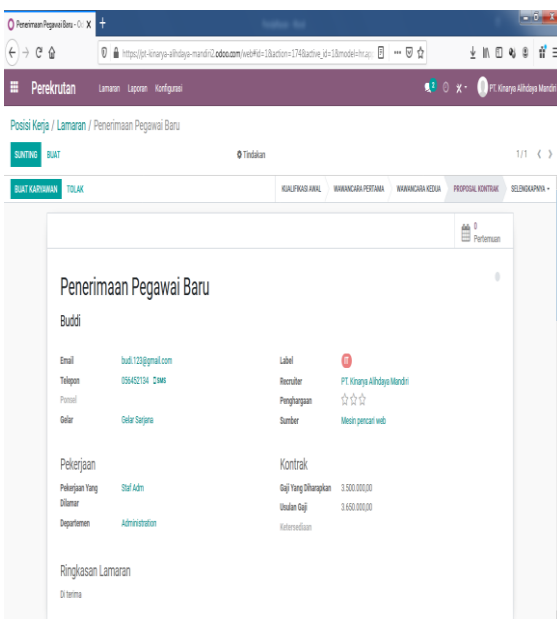 Penerimaan Pegawai Baru - Od X +
https://pt-kinarya-alihdaya-mandiri2.odoo.com/web#id=1&action=174&active_id=1&model=hr.ap
Perekrutan Lamaran Laporan Konfigurasi PT. Kinarya Alihdaya Mandiri
Posisi Kerja / Lamaran / Penerimaan Pegawai Baru
SUNTING BUAT Tindakan 1/1
BUAT KARYAWAN TOLAK KUALIFIKASI AWAL WAWANCARA PERTAMA WAWANCARA KEDUA PROPOSAL KONTRAK SELENGKAPNYA
0
Pertemuan
Penerimaan Pegawai Baru
Buddi
Email budi.123@gmail.com Label IT
Telepon 056452134 SMS Recruiter PT. Kinarya Alihdaya Mandiri
Ponsel Penghargaan
Gelar Gelar Sarjana Sumber Mesin pencari web
Pekerjaan Kontrak
Pekerjaan Yang Dilamar Staf Adm Gaji Yang Diharapkan 3.500.000,00
Usulan Gaji 3.650.000,00
Departemen Administration Ketersediaan
Ringkasan Lamaran
Di terima